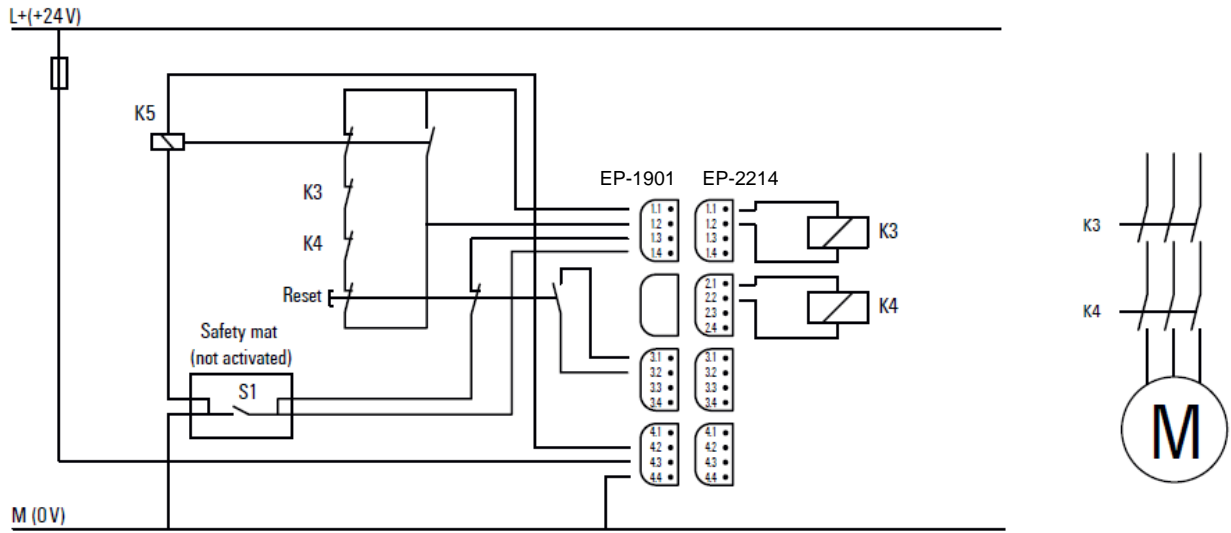 L+(+24 V)
K5
K3
K4
Reset
Safety mat
(not activated)
S1
M (0V)
EP-1901 EP-2214
1.1 1.1
1.2 1.2
1.3 1.3
1.4 1.4
K3
2.1
2.2
2.3
2.4
K4
3.1 3.1
3.2 3.2
3.3 3.3
3.4 3.4
4.1 4.1
4.2 4.2
4.3 4.3
4.4 4.4
K3
K4
M